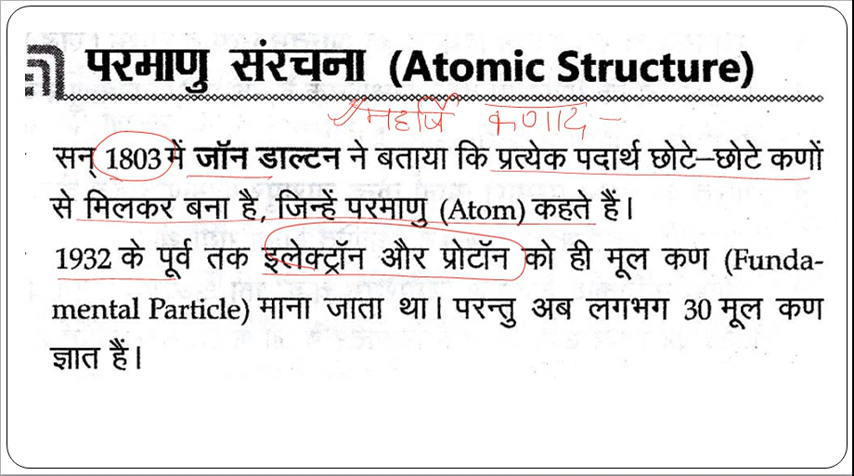 परमाणु संरचना (Atomic Structure)
महर्षि कणाद –
सन् 1803 में जॉन डाल्टन ने बताया कि प्रत्येक पदार्थ छोटे–छोटे कणों
से मिलकर बना है, जिन्हें परमाणु (Atom) कहते हैं।
1932 के पूर्व तक इलेक्ट्रॉन और प्रोटॉन को ही मूल कण (Funda-
mental Particle) माना जाता था। परन्तु अब लगभग 30 मूल कण
ज्ञात हैं।